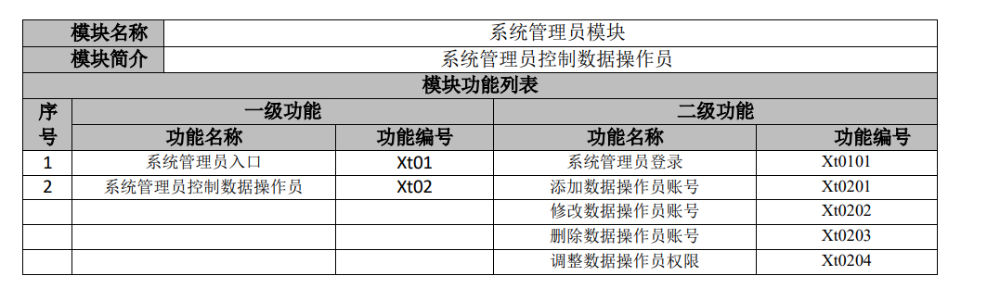 模块名称 系统管理员模块
模块简介 系统管理员控制数据操作员
模块功能列表
序号 一级功能 二级功能
功能名称 功能编号 功能名称 功能编号
1 系统管理员入口 Xt01 系统管理员登录 Xt0101
2 系统管理员控制数据操作员 Xt02 添加数据操作员账号 Xt0201
修改数据操作员账号 Xt0202
删除数据操作员账号 Xt0203
调整数据操作员权限 Xt0204